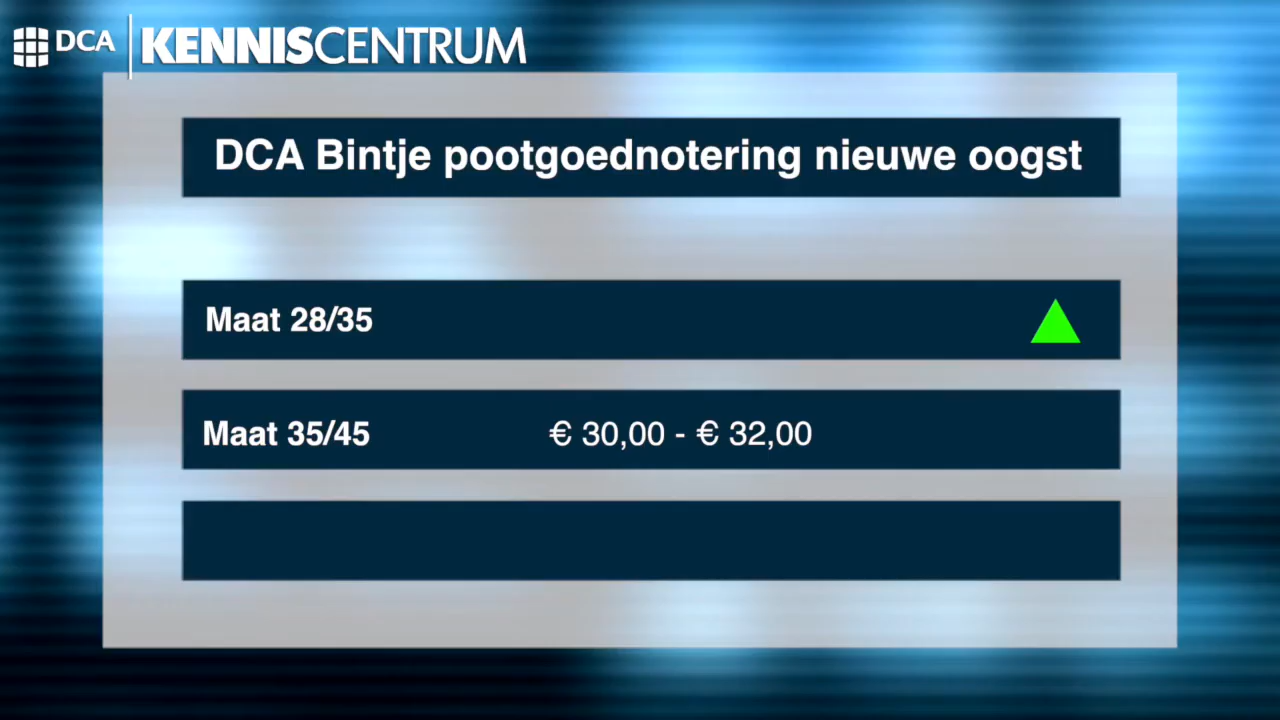 DCA KENNISCENTRUM
DCA Bintje pootgoednotering nieuwe oogst
Maat 28/35
Maat 35/45 € 30,00 - € 32,00